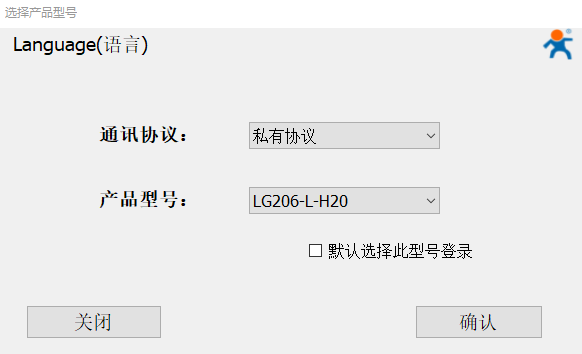 选择产品型号
Language(语言)
通讯协议：
私有协议
产品型号：
LG206-L-H20
默认选择此型号登录
关闭
确认